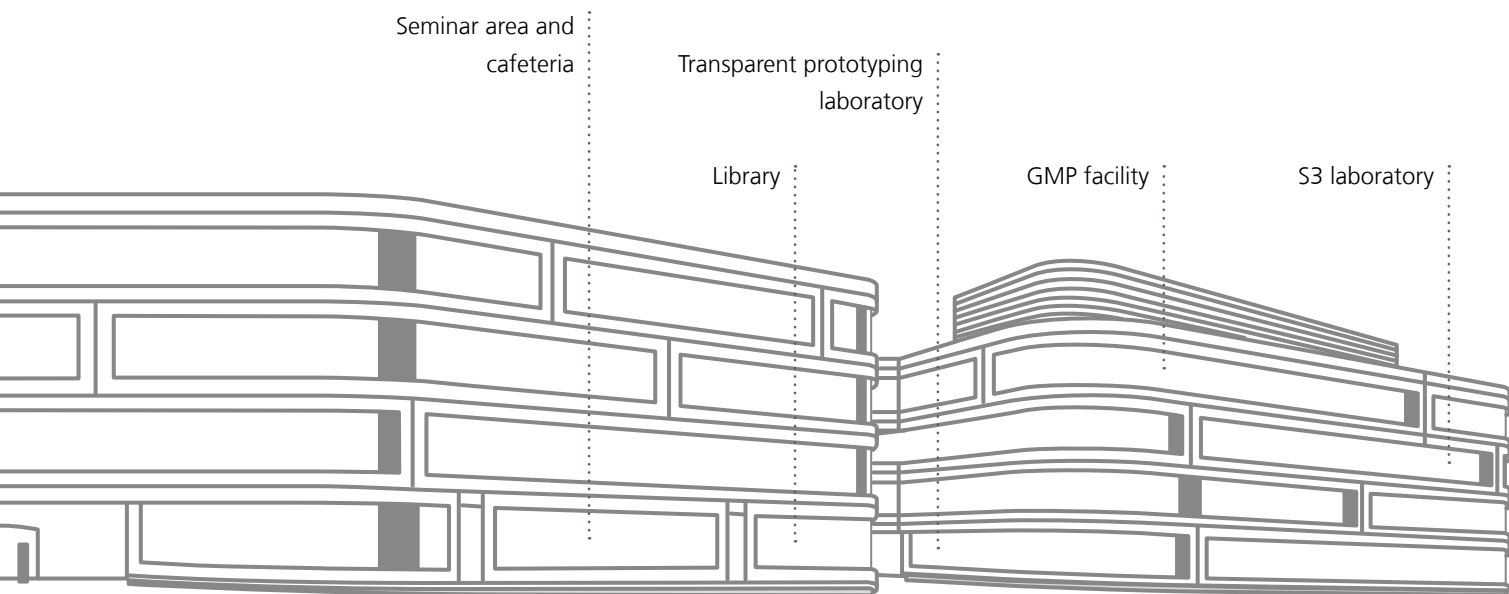 Seminar area and
cafeteria
Transparent prototyping
laboratory
Library
GMP facility
S3 laboratory